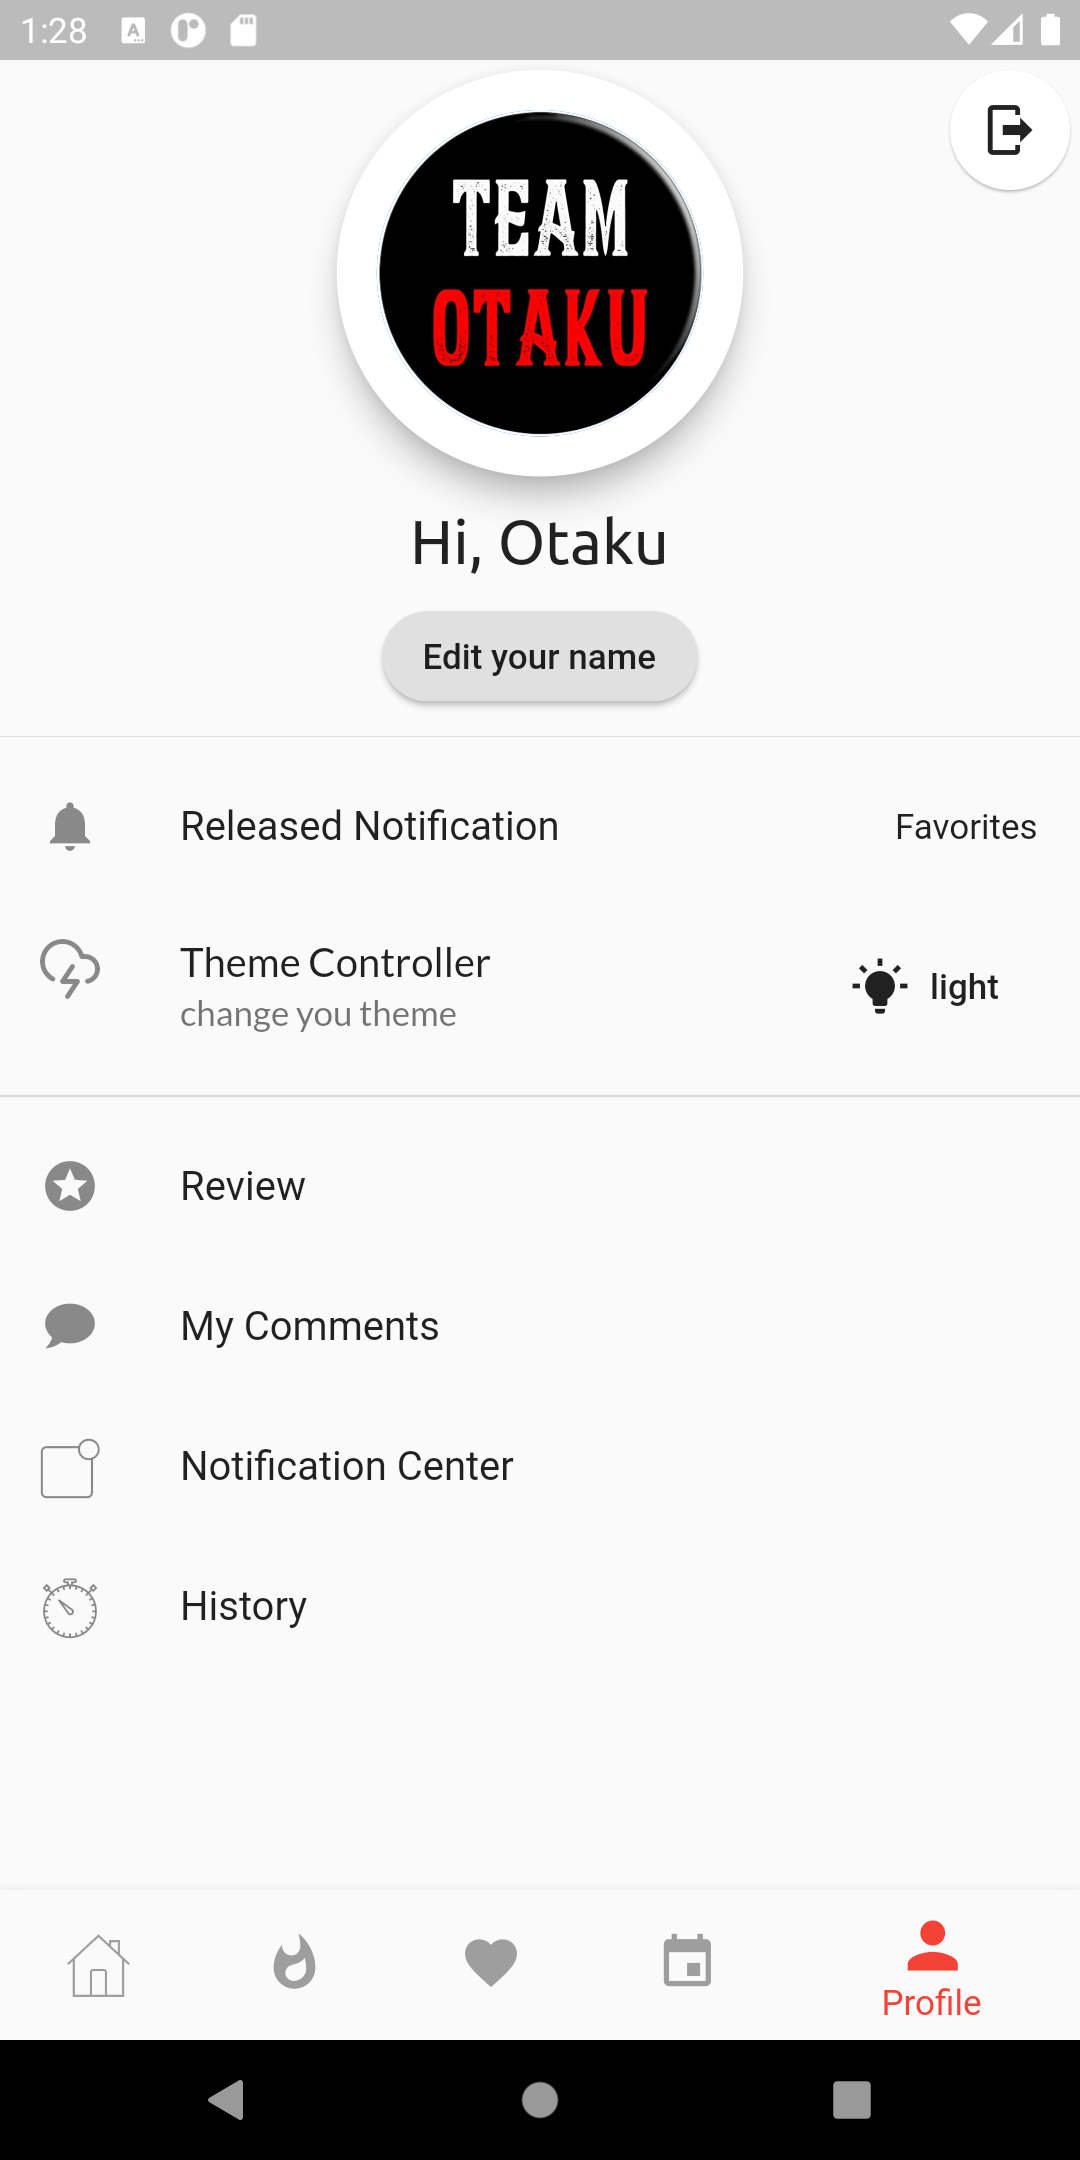 1:28
TEAM
OTAKU
Hi, Otaku
Edit your name
Released Notification
Favorites
Theme Controller
change you theme
light
Review
My Comments
Notification Center
History
Profile